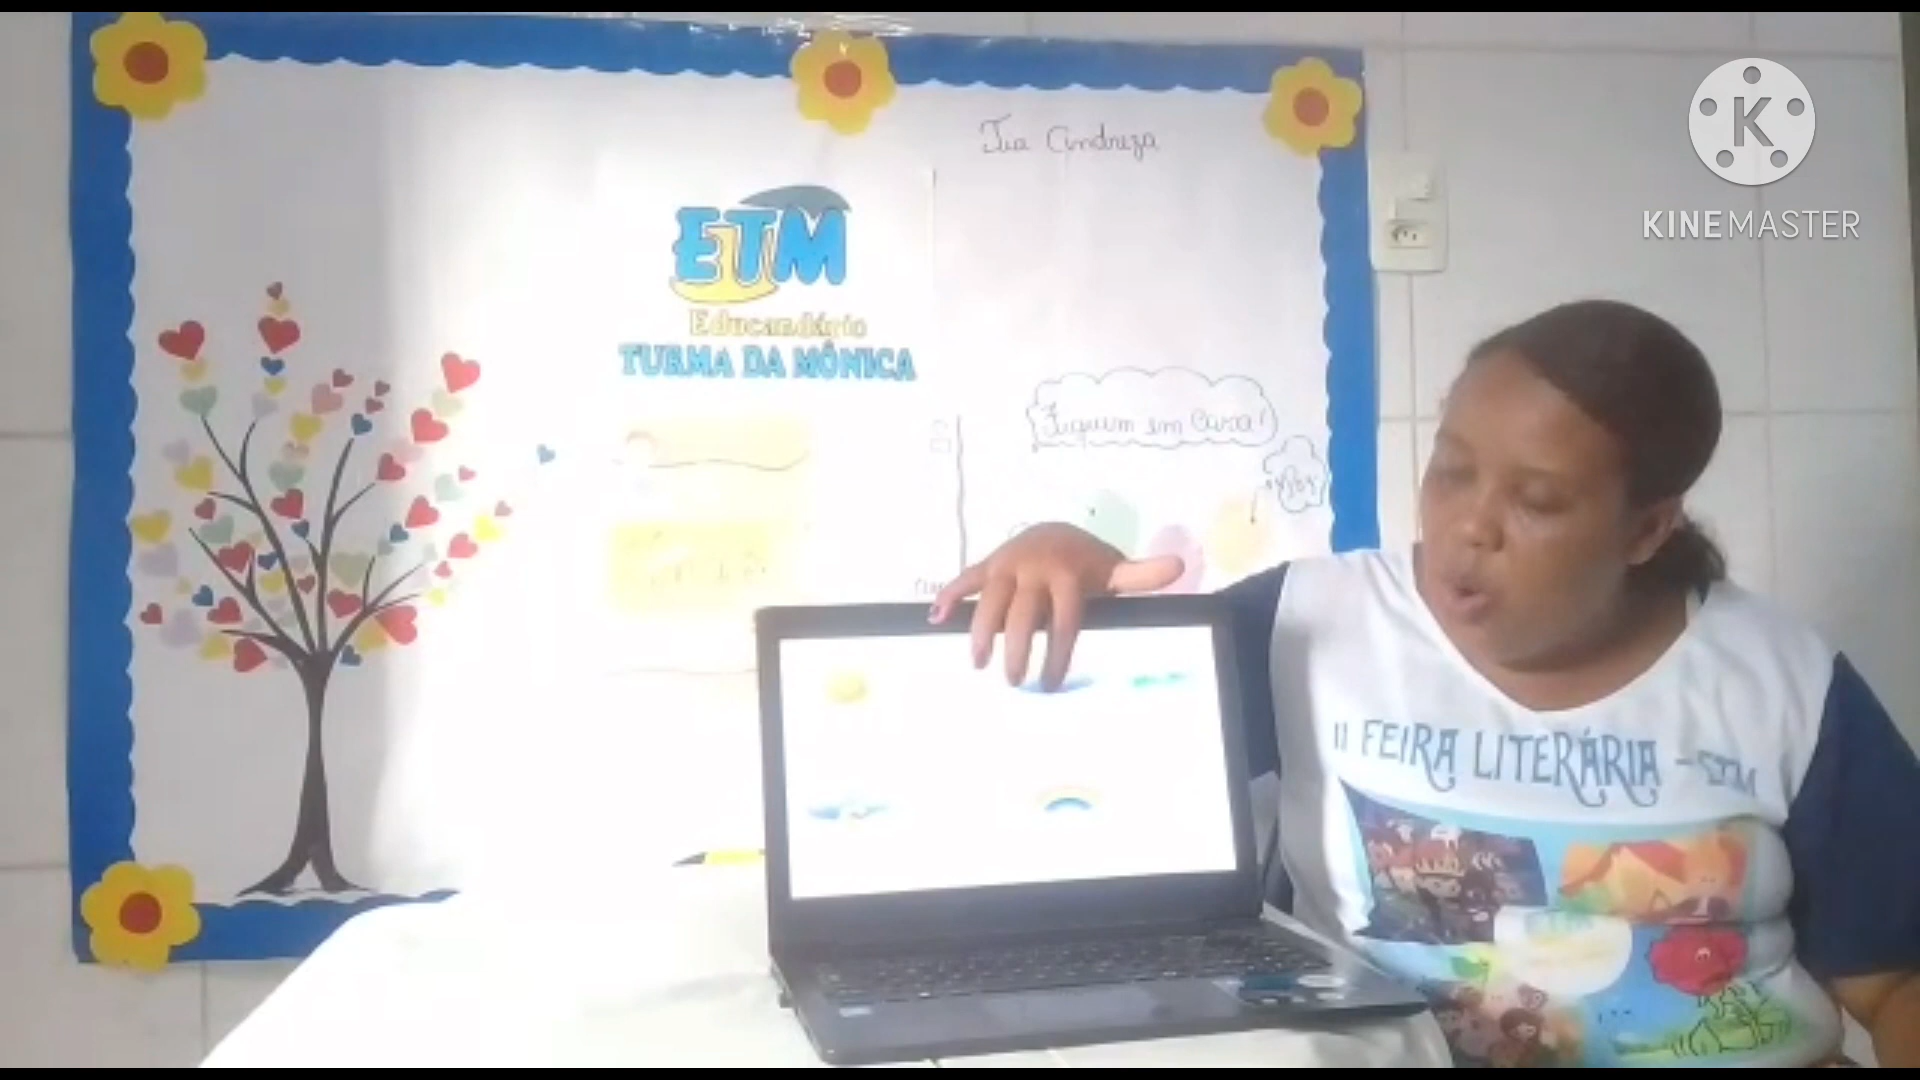 Tia Andreza
K
KINEMASTER
ETM
Educandário
TURMA DA MÔNICA
Fiquem em Casa!
II FEIRA LITERÁRIA - ETM